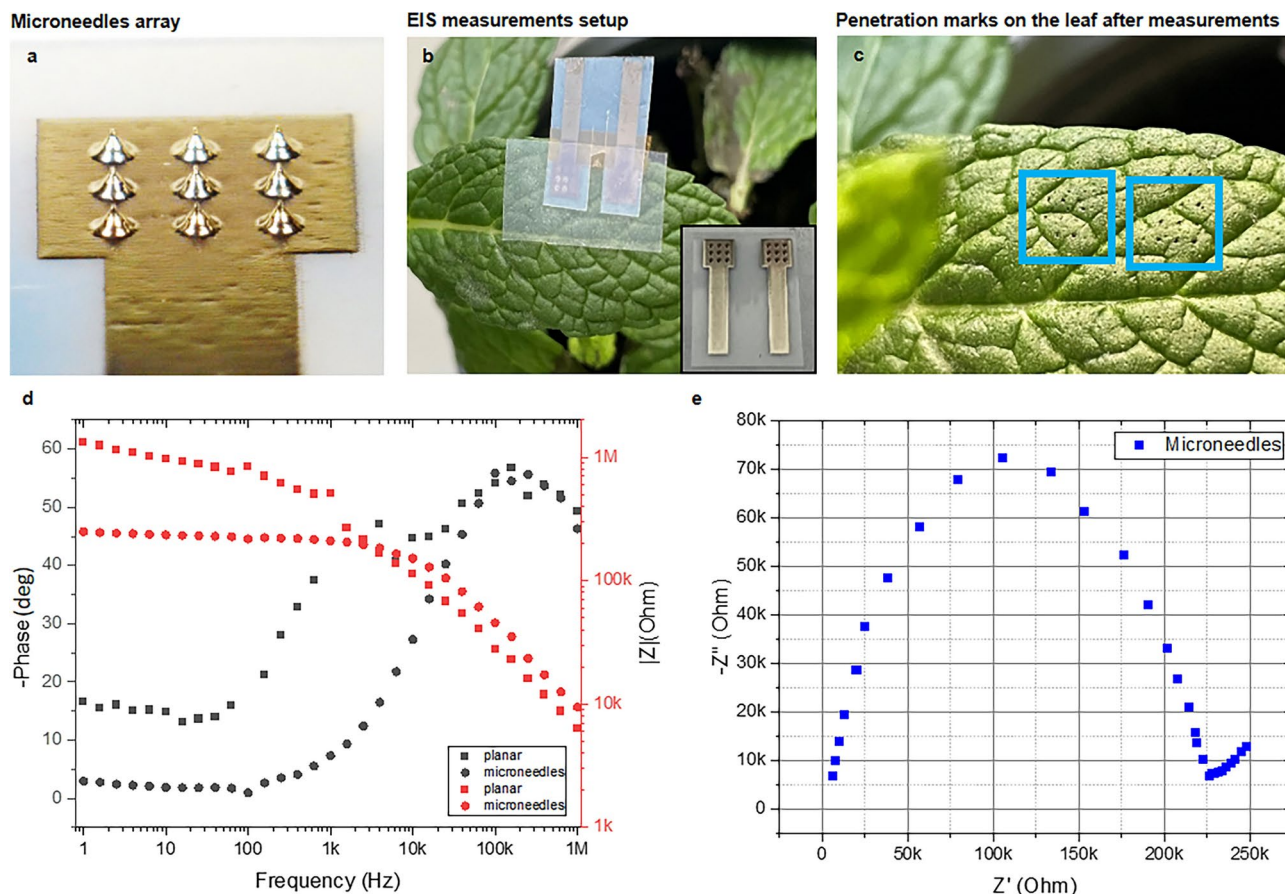 Microneedles array
EIS measurements setup
Penetration marks on the leaf after measurements
a
b
c
d
-Phase (deg)
60
50
40
30
20
10
0
1
10
100
1k
10k
100k
1M
Frequency (Hz)
1M
100k
10k
1k
|Z|(Ohm)
planar
microneedles
planar
microneedles
e
-Z" (Ohm)
80k
70k
60k
50k
40k
30k
20k
10k
0
0
50k
100k
150k
200k
250k
Z' (Ohm)
Microneedles